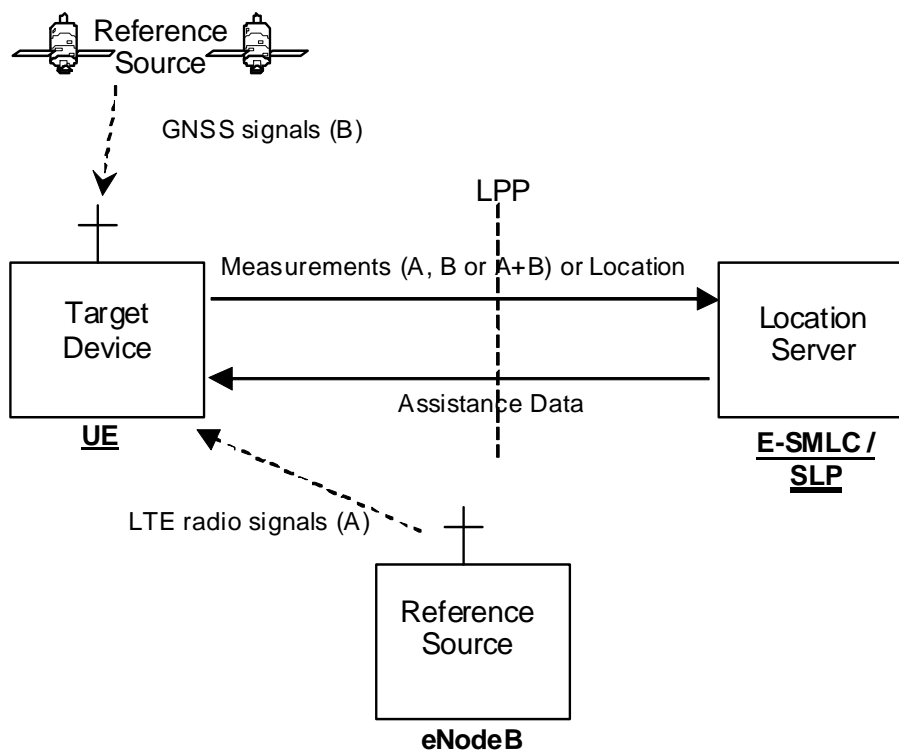 Reference
Source
GNSS signals (B)
LPP
Measurements (A, B or A+B) or Location
Target
Device
Location
Server
Assistance Data
UE
E-SMLC /
SLP
LTE radio signals (A)
Reference
Source
eNodeB